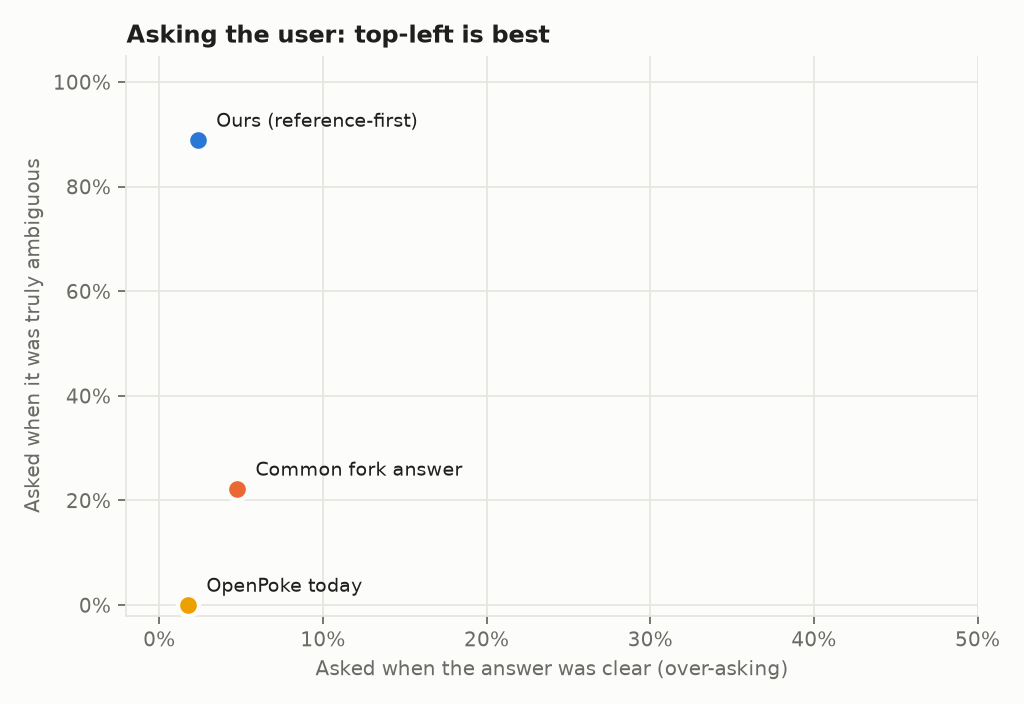 Asking the user: top-left is best
100%
80%
60%
40%
20%
0%
Asked when it was truly ambiguous
Ours (reference-first)
Common fork answer
OpenPoke today
0% 10% 20% 30% 40% 50%
Asked when the answer was clear (over-asking)